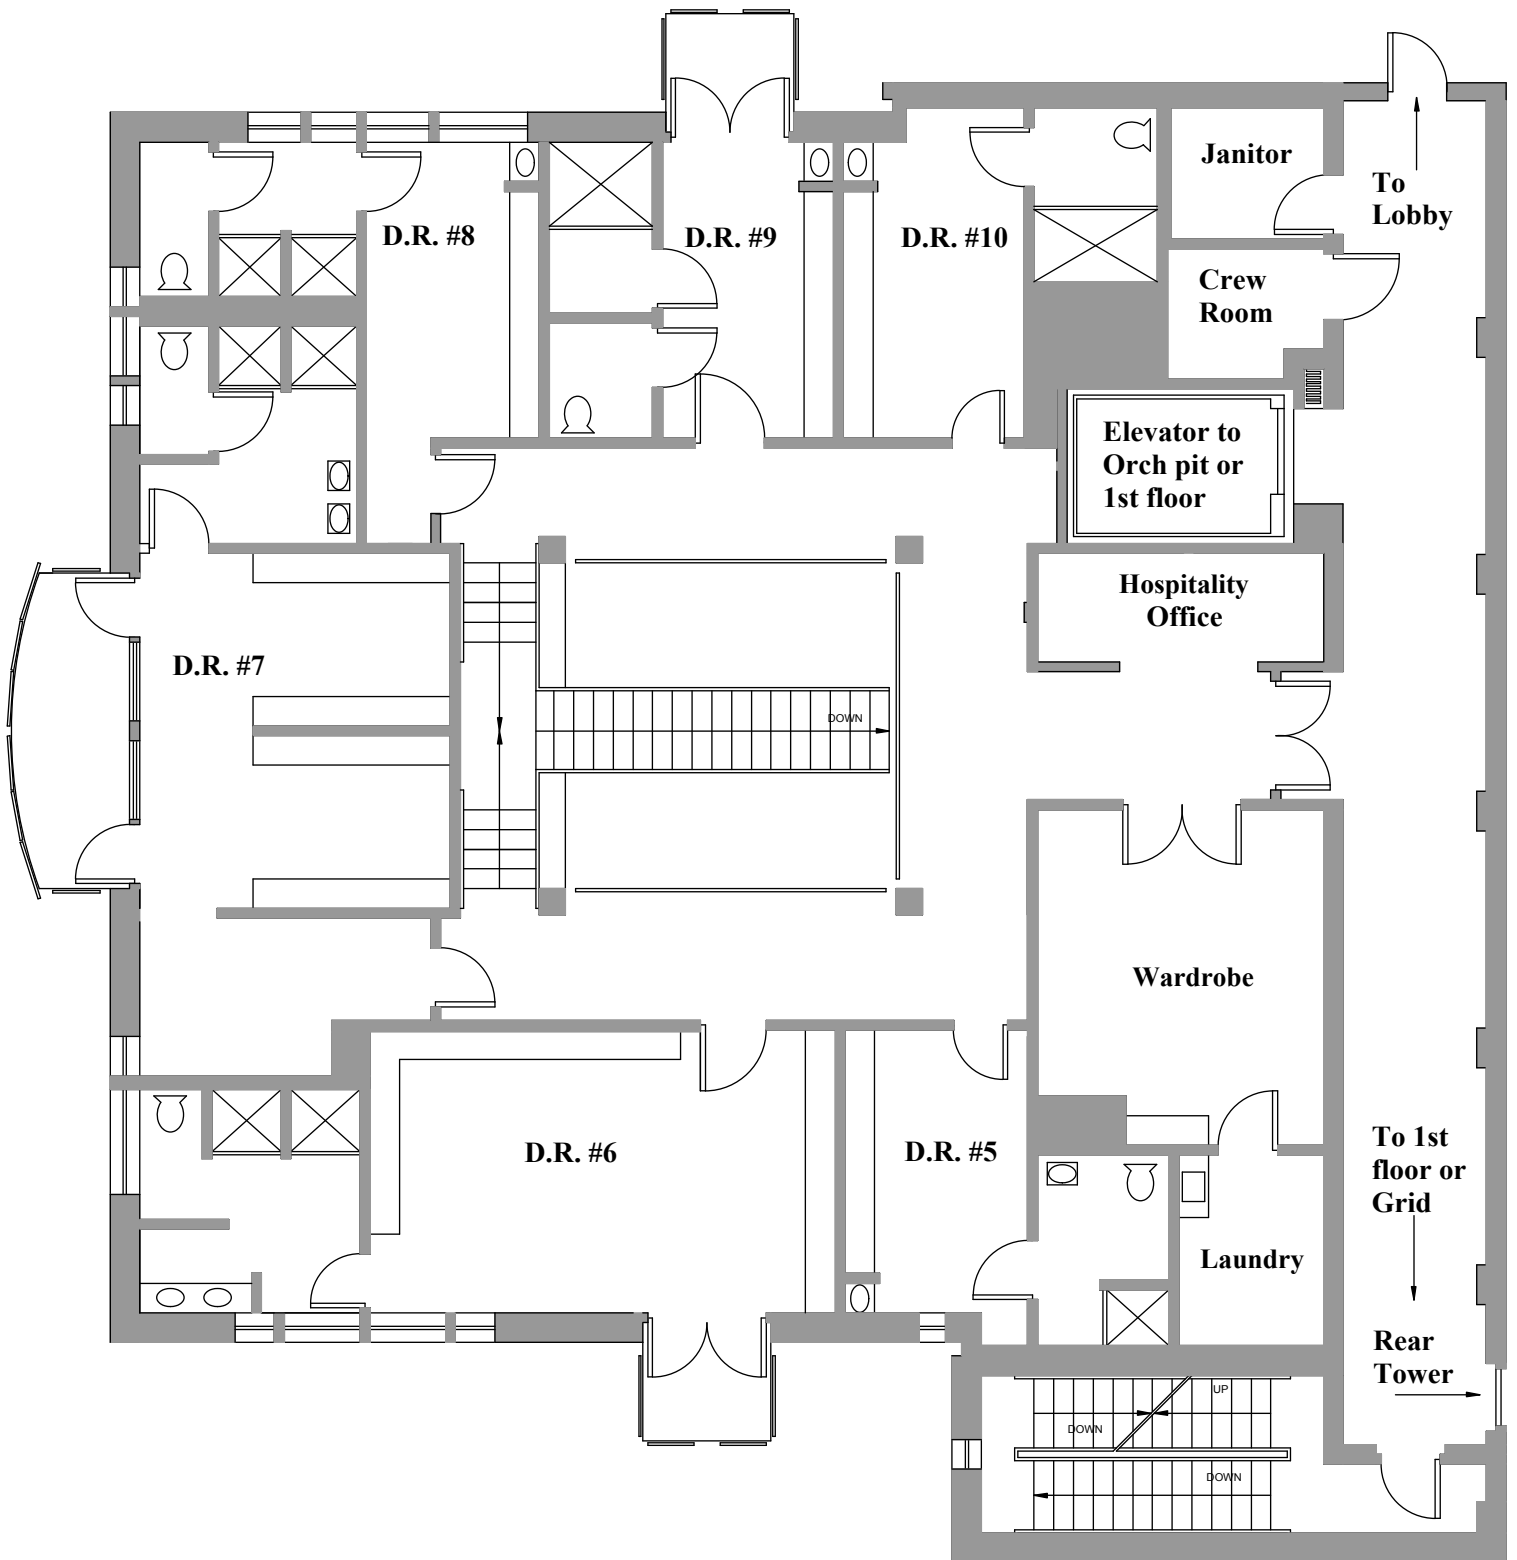 Janitor
To
Lobby
D.R. #8
D.R. #9
D.R. #10
Crew
Room
Elevator to
Orch pit or
1st floor
Hospitality
Office
D.R. #7
DOWN
Wardrobe
D.R. #6
D.R. #5
To 1st
floor or
Grid
Laundry
Rear
Tower
UP
DOWN
DOWN